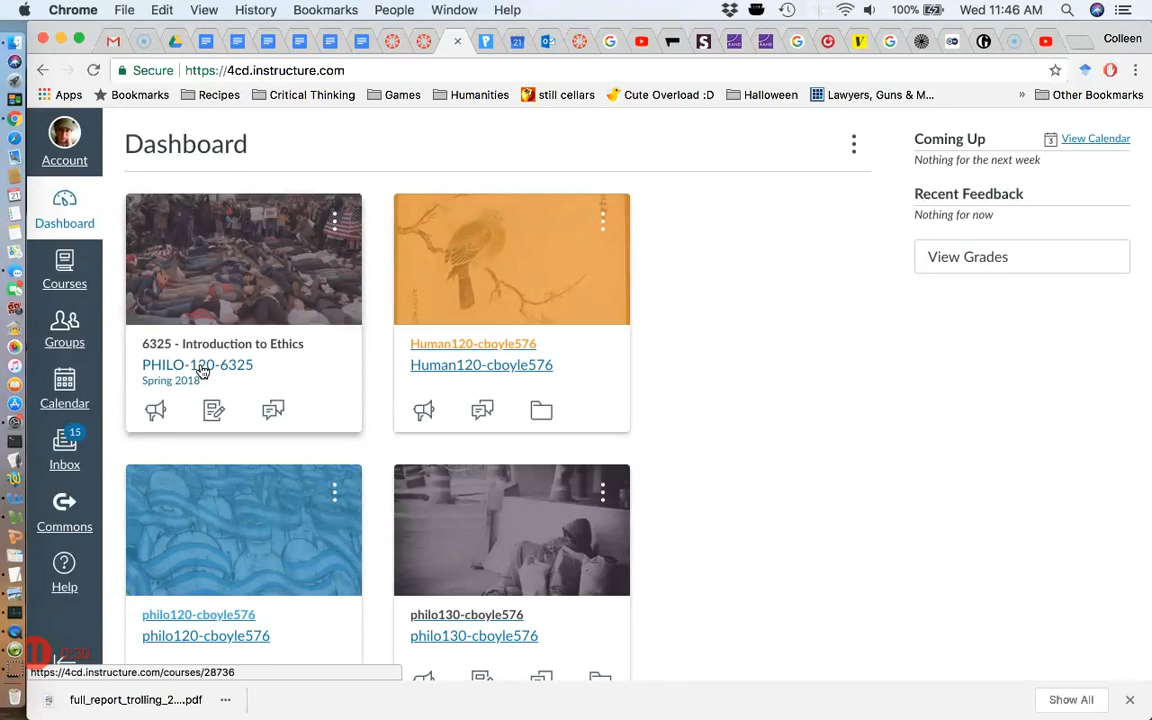 Chrome File Edit View History Bookmarks People Window Help 100% Wed 11:46 AM
Colleen
Secure https://4cd.instructure.com
Apps Bookmarks Recipes Critical Thinking Games Humanities still cellars Cute Overload :D Halloween Lawyers, Guns & M... » Other Bookmarks
Account
Dashboard
Courses
Groups
Calendar
15
Inbox
Commons
Help
Dashboard
6325 - Introduction to Ethics
PHILO-120-6325
Spring 2018
Human120-cboyle576
Human120-cboyle576
philo120-cboyle576
philo120-cboyle576
philo130-cboyle576
philo130-cboyle576
Coming Up 3 View Calendar
Nothing for the next week
Recent Feedback
Nothing for now
View Grades
https://4cd.instructure.com/courses/28736
full_report_trolling_2....pdf
Show All